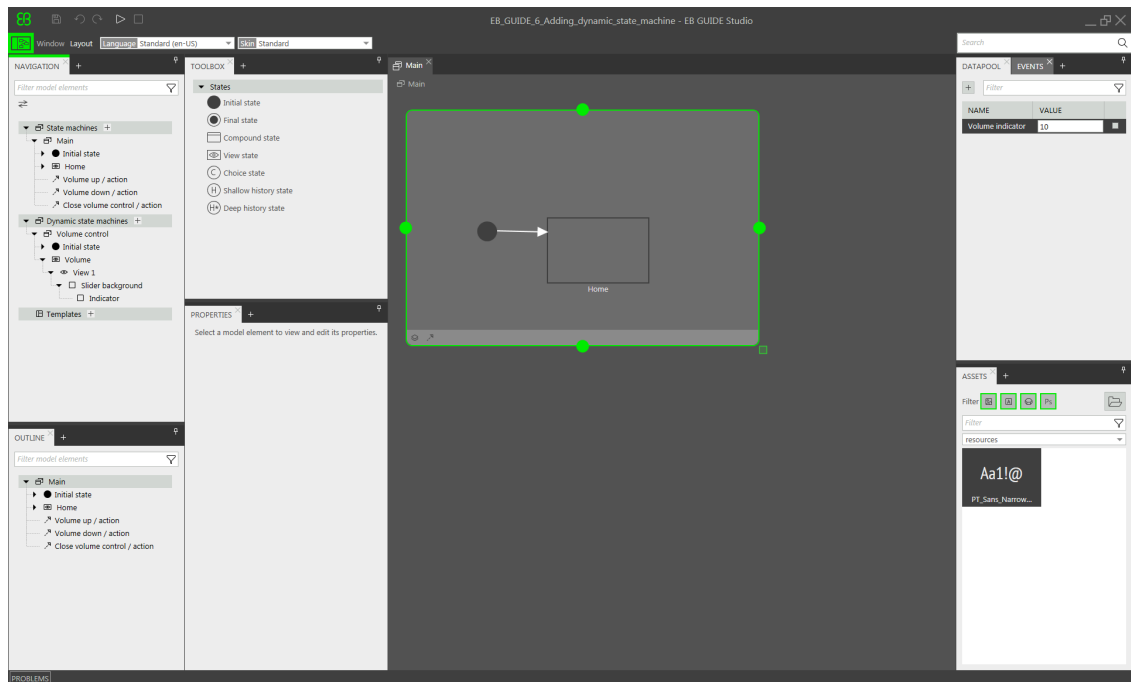 EB_GUIDE_6_Adding_dynamic_state_machine - EB GUIDE Studio
Window Layout Language Standard (en-US) Skin Standard
Search
NAVIGATION
Filter model elements
State machines
Main
Initial state
Home
Volume up / action
Volume down / action
Close volume control / action
Dynamic state machines
Volume control
Initial state
Volume
View 1
Slider background
Indicator
Templates
OUTLINE
Filter model elements
Main
Initial state
Home
Volume up / action
Volume down / action
Close volume control / action
TOOLBOX
States
Initial state
Final state
Compound state
View state
C Choice state
H Shallow history state
H* Deep history state
PROPERTIES
Select a model element to view and edit its properties.
Main
Main
Home
DATAPOOL EVENTS
Filter
NAME VALUE
Volume indicator 10
ASSETS
Filter Ps
Filter
resources
Aa1!@
PT_Sans_Narrow...
PROBLEMS